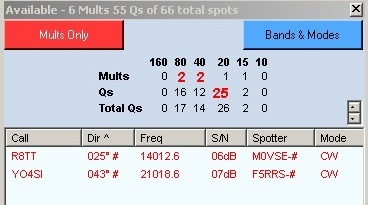 Available - 6 Mults 55 Qs of 66 total spots
Mults Only
Bands & Modes
160 80 40 20 15 10
Mults 0 2 2 1 1 0
Qs 0 16 12 25 2 0
Total Qs 0 17 14 26 2 0
Call Dir ^ Freq S/N Spotter Mode
R8TT 025° # 14012.6 06dB M0VSE-# CW
YO4SI 043° # 21018.6 07dB F5RRS-# CW